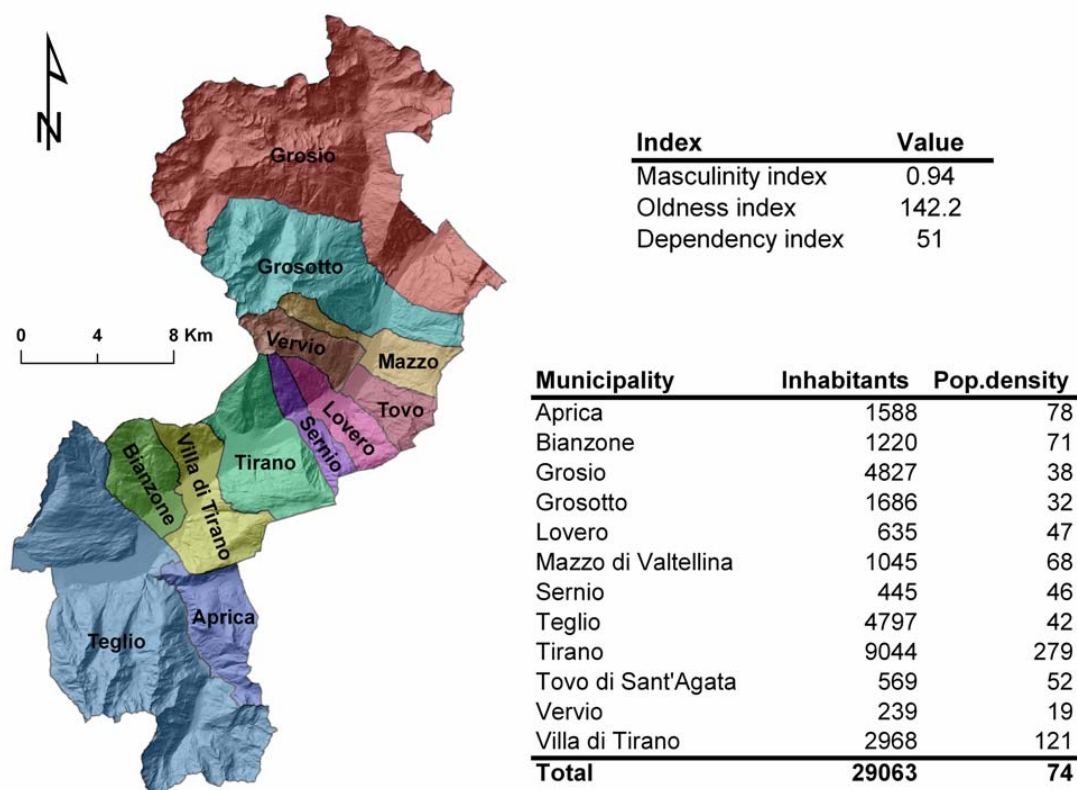 N
Grosio
Grosotto
Vervio
Mazzo
Tovo
Lovero
Sernio
Tirano
Villa di Tirano
Bianzone
Aprica
Teglio
0 4 8 Km
Index Value
Masculinity index 0.94
Oldness index 142.2
Dependency index 51
Municipality Inhabitants Pop.density
Aprica 1588 78
Bianzone 1220 71
Grosio 4827 38
Grosotto 1686 32
Lovero 635 47
Mazzo di Valtellina 1045 68
Sernio 445 46
Teglio 4797 42
Tirano 9044 279
Tovo di Sant'Agata 569 52
Vervio 239 19
Villa di Tirano 2968 121
Total 29063 74